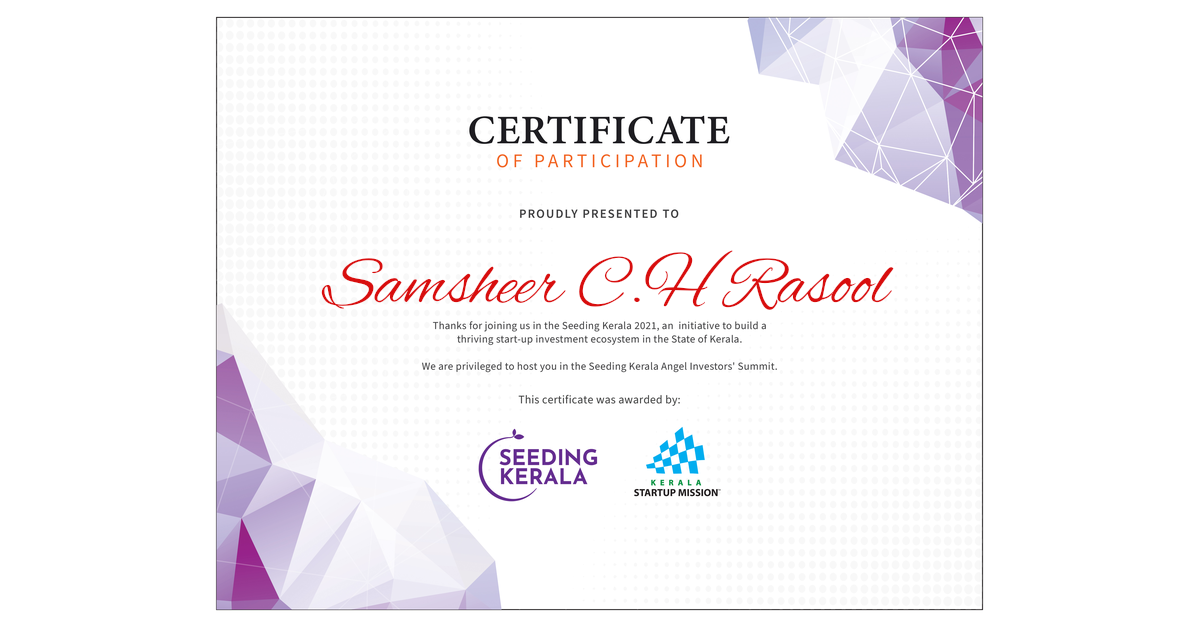 CERTIFICATE
OF PARTICIPATION
PROUDLY PRESENTED TO
Samsheer C.H Rasool
Thanks for joining us in the Seeding Kerala 2021, an initiative to build a
thriving start-up investment ecosystem in the State of Kerala.
We are privileged to host you in the Seeding Kerala Angel Investors' Summit.
This certificate was awarded by:
SEEDING
KERALA
KERALA
STARTUP MISSION